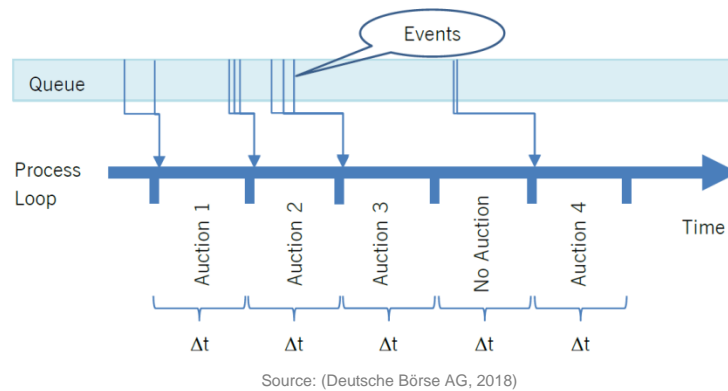 Events
Queue
Process
Loop
Time
Auction 1
Auction 2
Auction 3
No Auction
Auction 4
Δt
Δt
Δt
Δt
Δt
Source: (Deutsche Börse AG, 2018)